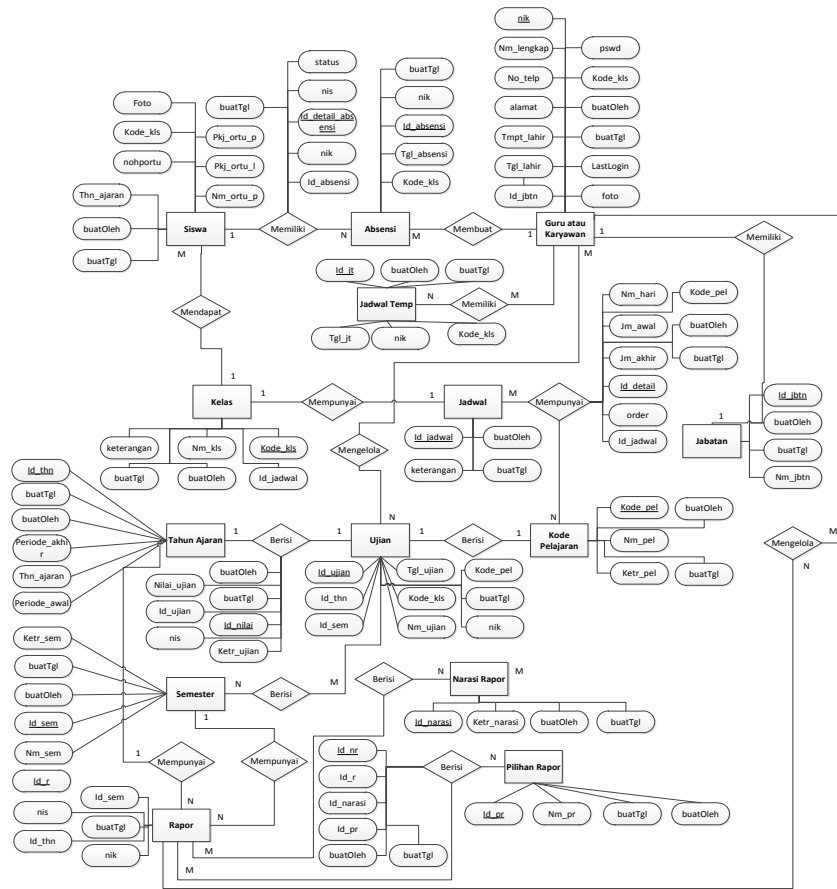 nik
Nm_lengkap
pswd
No_telp
Kode_kls
alamat
buatOleh
Tmpt_lahir
buatTgl
Tgl_lahir
LastLogin
Id_jbtn
foto
Guru atau
Karyawan
status
nis
buatTgl
Id_detail_abs
ensi
nik
Id_absensi
buatTgl
nik
Id_absensi
Tgl_absensi
Kode_kls
Foto
Kode_kls
nohportu
Pkj_ortu_p
Pkj_ortu_l
Nm_ortu_p
Thn_ajaran
buatOleh
buatTgl
Siswa
1
Memiliki
N
Absensi
M
Membuat
1
1
Memiliki
M
M
Mendapat
1
Id_jt
buatOleh
buatTgl
Jadwal Temp
N
Memiliki
M
Tgl_jt
nik
Kode_kls
Nm_hari
Kode_pel
Jm_awal
buatOleh
Jm_akhir
buatTgl
Id_detail
order
Id_jadwal
Kelas
1
Mempunyai
1
Jadwal
M
Mempunyai
N
Id_jbtn
buatOleh
buatTgl
Nm_jbtn
1
Jabatan
keterangan
Nm_kls
Kode_kls
buatTgl
buatOleh
Id_jadwal
Id_jadwal
buatOleh
keterangan
buatTgl
Mengelola
N
Id_thn
buatTgl
buatOleh
Periode_akhi
r
Thn_ajaran
Periode_awal
Tahun Ajaran
1
Berisi
1
Ujian
1
Berisi
1
Kode
Pelajaran
Kode_pel
buatOleh
Nm_pel
Ketr_pel
buatTgl
Mengelola
M
N
Nilai_ujian
buatOleh
buatTgl
Id_ujian
Id_nilai
nis
Ketr_ujian
Id_ujian
Tgl_ujian
Kode_pel
Id_thn
Kode_kls
buatTgl
Id_sem
Nm_ujian
nik
Ketr_sem
buatTgl
buatOleh
Id_sem
Nm_sem
Semester
N
Berisi
M
1
Berisi
N
Narasi Rapor
M
Id_narasi
Ketr_narasi
buatOleh
buatTgl
1
Mempunyai
N
Mempunyai
N
Id_r
nis
Id_thn
nik
Id_sem
buatTgl
Rapor
M
M
Id_nr
Id_r
Id_narasi
Id_pr
buatOleh
buatTgl
Berisi
N
Pilihan Rapor
Id_pr
Nm_pr
buatTgl
buatOleh